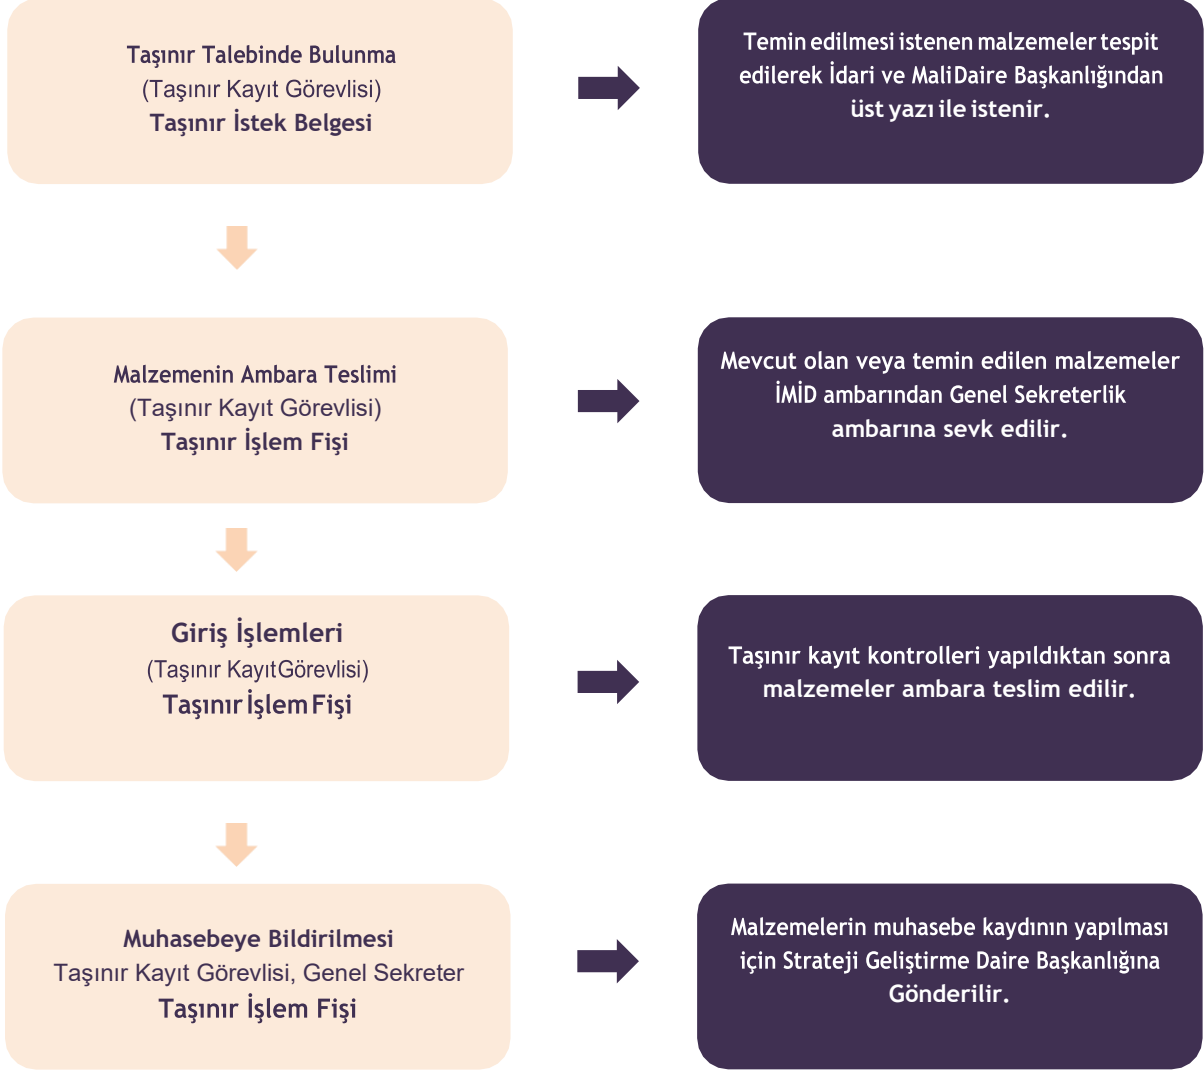 Taşınır Talebinde Bulunma
(Taşınır Kayıt Görevlisi)
Taşınır İstek Belgesi
Temin edilmesi istenen malzemeler tespit
edilerek İdari ve Mali Daire Başkanlığından
üst yazı ile istenir.
Malzemenin Ambara Teslimi
(Taşınır Kayıt Görevlisi)
Taşınır İşlem Fişi
Mevcut olan veya temin edilen malzemeler
İMİD ambarından Genel Sekreterlik
ambarına sevk edilir.
Giriş İşlemleri
(Taşınır Kayıt Görevlisi)
Taşınır İşlem Fişi
Taşınır kayıt kontrolleri yapıldıktan sonra
malzemeler ambara teslim edilir.
Muhasebeye Bildirilmesi
Taşınır Kayıt Görevlisi, Genel Sekreter
Taşınır İşlem Fişi
Malzemelerin muhasebe kaydının yapılması
için Strateji Geliştirme Daire Başkanlığına
Gönderilir.